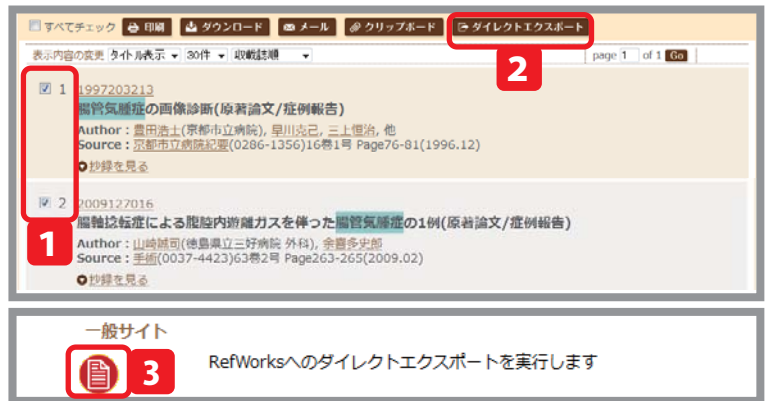 すべてチェック 印刷 ダウンロード メール クリップボード ダイレクトエクスポート
表示内容の変更 タイトル表示 30件 収載誌順 page 1 of 1 Go
2
1 1997203213
腸管気腫症の画像診断(原著論文/症例報告)
Author : 豊田浩士(京都市立病院), 早川克己, 三上恒治, 他
Source : 京都市立病院紀要(0286-1356)16巻1号 Page76-81(1996.12)
抄録を見る
2 2009127016
腸軸捻転症による腹腔内遊離ガスを伴った腸管気腫症の1例(原著論文/症例報告)
1
Author : 山崎誠司(徳島県立三好病院 外科), 余喜多史郎
Source : 手術(0037-4423)63巻2号 Page263-265(2009.02)
抄録を見る
一般サイト
3
RefWorksへのダイレクトエクスポートを実行します